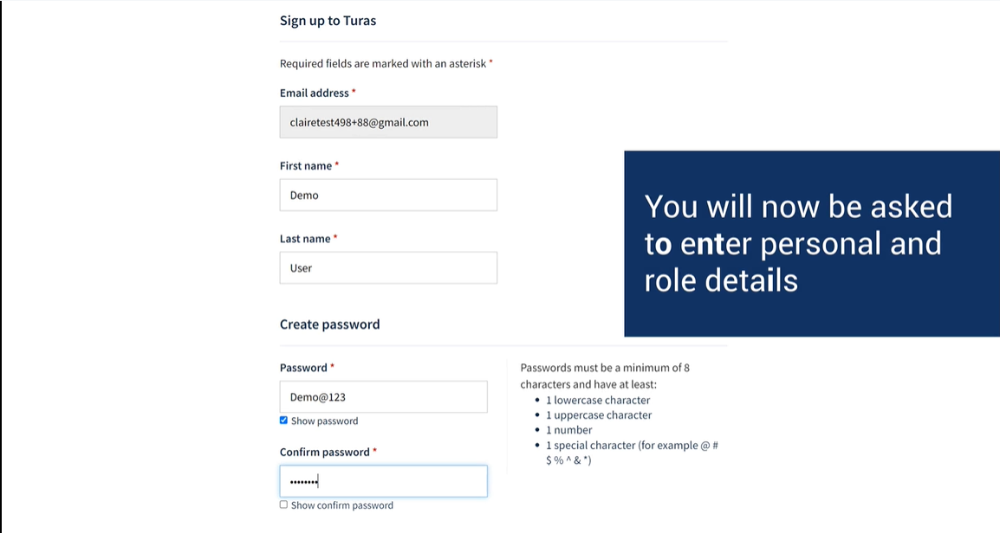 Sign up to Turas
Required fields are marked with an asterisk *
Email address *
clairetest498+88@gmail.com
First name *
Demo
Last name *
User
You will now be asked
to enter personal and
role details
Create password
Password *
Demo@123
Show password
Confirm password *
••••••••
Show confirm password
Passwords must be a minimum of 8
characters and have at least:
• 1 lowercase character
• 1 uppercase character
• 1 number
• 1 special character (for example @ #
$ % ^ & *)